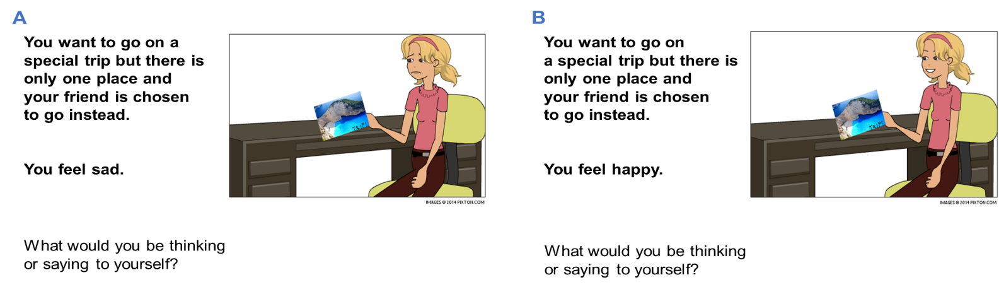 A
You want to go on a
special trip but there is
only one place and
your friend is chosen
to go instead.
You feel sad.
TRIP!
IMAGES © 2014 PIXTON.COM
What would you be thinking
or saying to yourself?
B
You want to go on
a special trip but there is
only one place and
your friend is chosen
to go instead.
You feel happy.
TRIP!
IMAGES © 2014 PIXTON.COM
What would you be thinking
or saying to yourself?